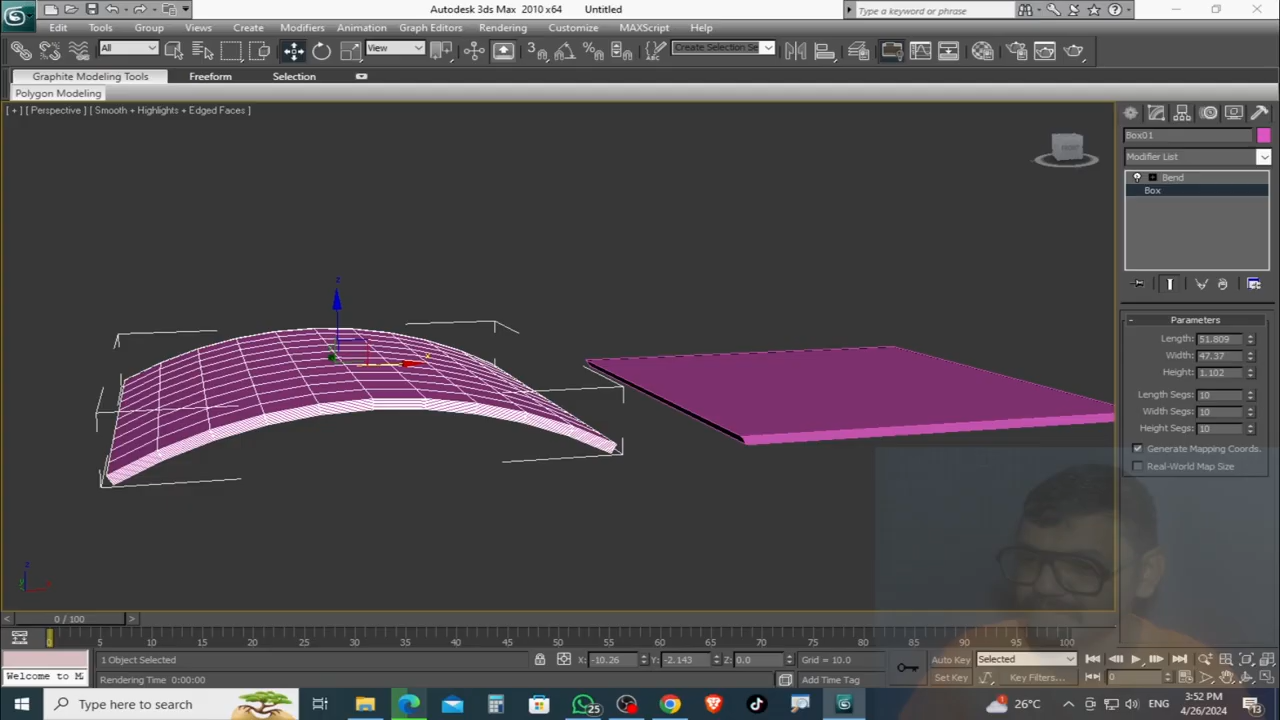 Autodesk 3ds Max 2010 x64 Untitled
Type a keyword or phrase
Edit Tools Group Views Create Modifiers Animation Graph Editors Rendering Customize MAXScript Help
All
View
3
Create Selection Se
Graphite Modeling Tools Freeform Selection
Polygon Modeling
[ + ] [ Perspective ] [ Smooth + Highlights + Edged Faces ]
Box01
Modifier List
Bend
Box
Parameters
Length: 51.809
Width: 47.37
Height: 1.102
Length Segs: 10
Width Segs: 10
Height Segs: 10
Generate Mapping Coords.
Real-World Map Size
z
z
0 / 100
0 5 10 15 20 25 30 35 40 45 50 55 60 65 70 75 80 85 90 95 100
1 Object Selected X: -10.26 Y: -2.143 Z: 0.0 Grid = 10.0 Auto Key Selected
Welcome to M Rendering Time 0:00:00 Add Time Tag Set Key Key Filters... 0
Type here to search
25
26°C
ENG
3:52 PM
4/26/2024
13